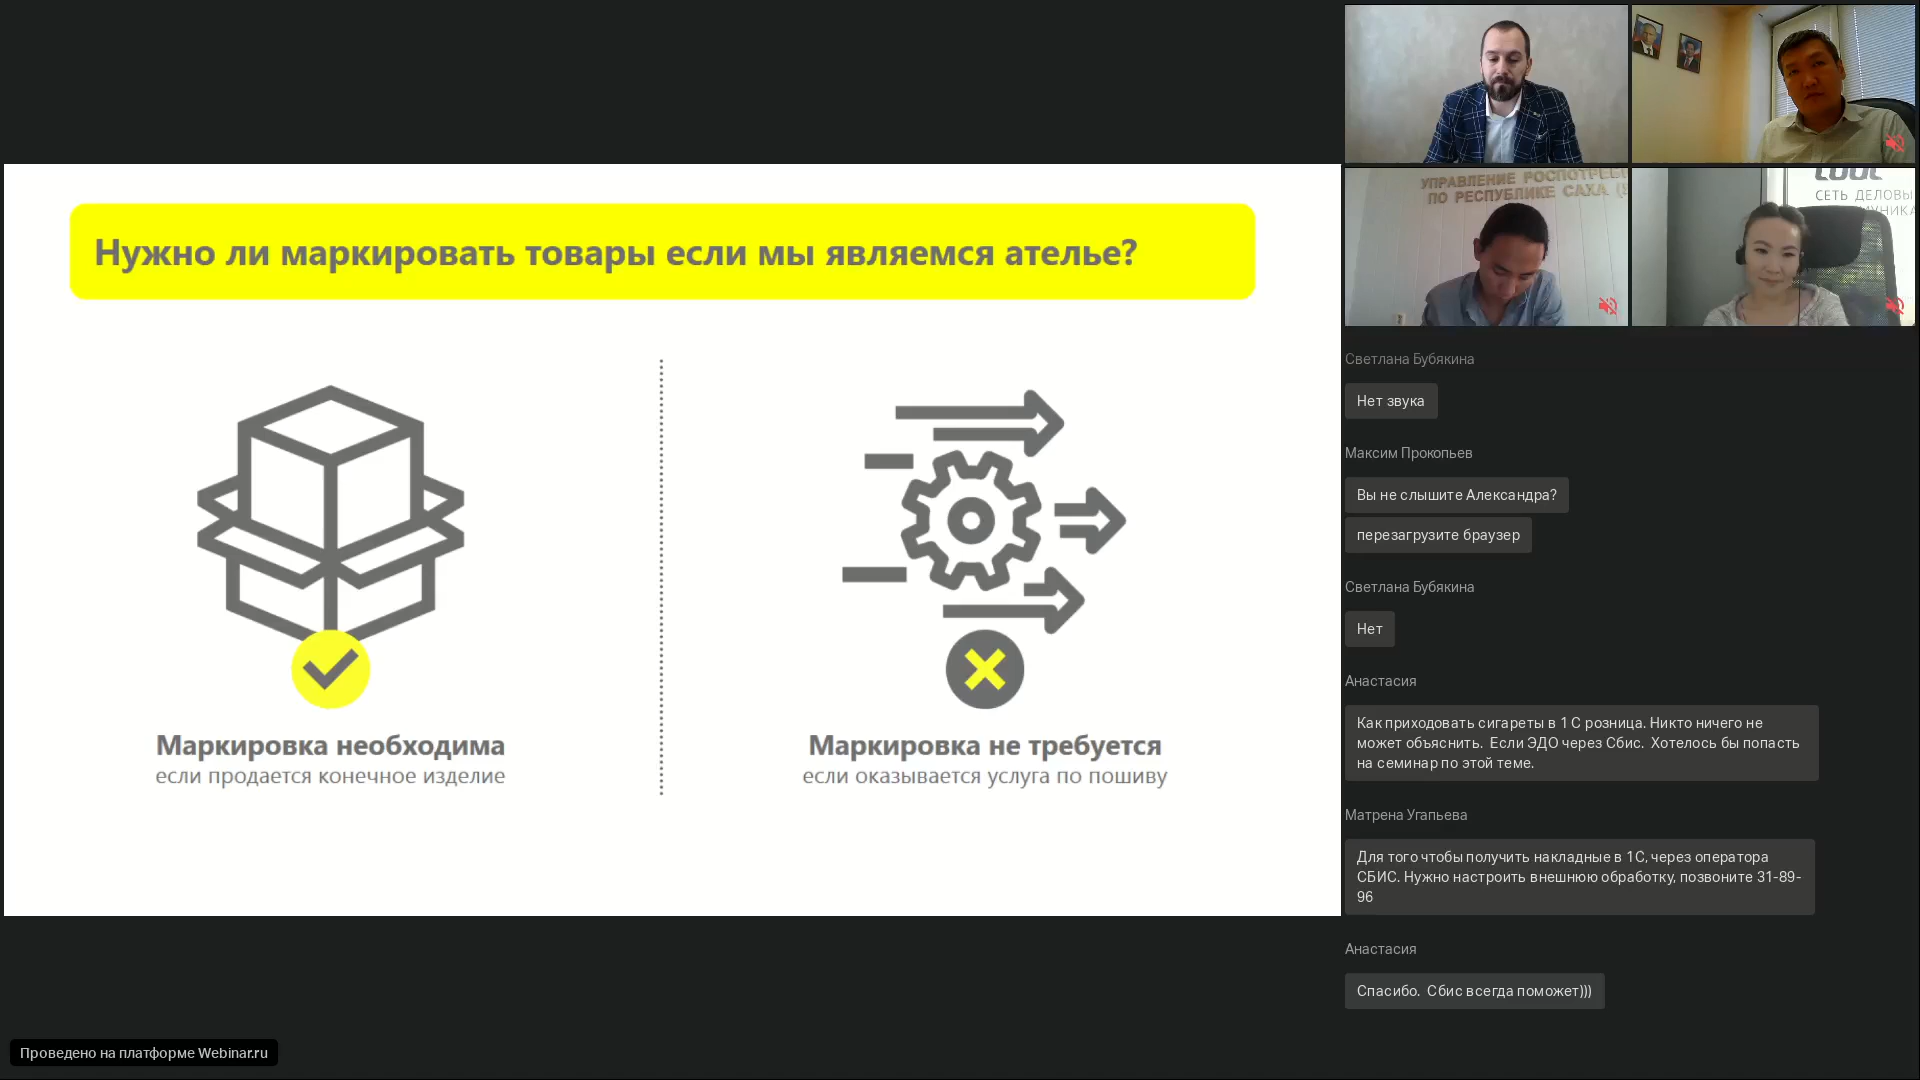 Нужно ли маркировать товары если мы являемся ателье?
Маркировка необходима
если продается конечное изделие
Маркировка не требуется
если оказывается услуга по пошиву
Проведено на платформе Webinar.ru
УПРАВЛЕНИЕ РОСПОТРЕБ
ПО РЕСПУБЛИКЕ САХА (
СЕТЬ ДЕЛОВЫ
Светлана Бубякина
Нет звука
Максим Прокопьев
Вы не слышите Александра?
перезагрузите браузер
Светлана Бубякина
Нет
Анастасия
Как приходовать сигареты в 1 С розница. Никто ничего не
может объяснить. Если ЭДО через Сбис. Хотелось бы попасть
на семинар по этой теме.
Матрена Угапьева
Для того чтобы получить накладные в 1С, через оператора
СБИС. Нужно настроить внешнюю обработку, позвоните 31-89-
96
Анастасия
Спасибо. Сбис всегда поможет)))